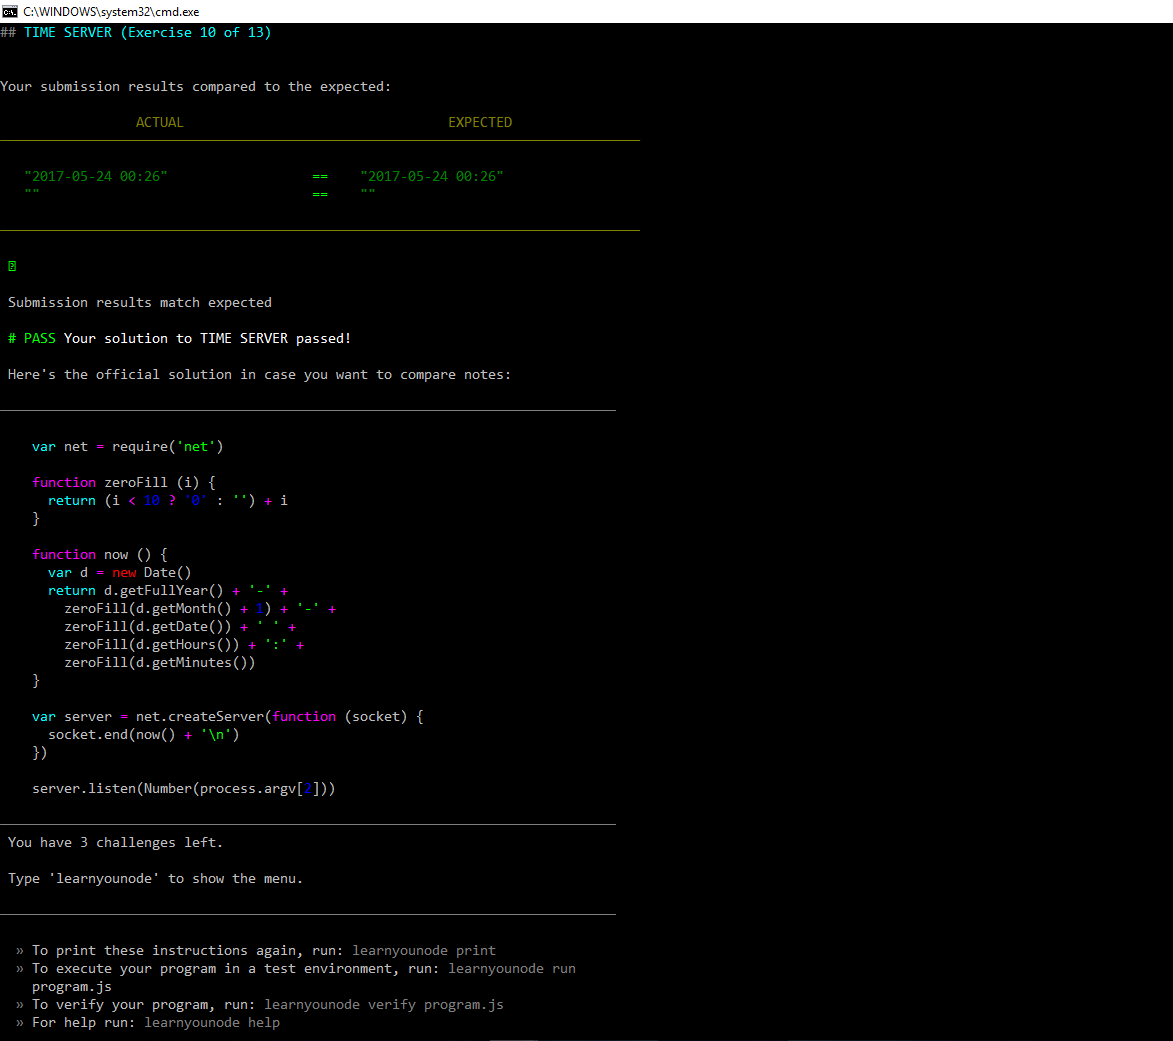 C:\WINDOWS\system32\cmd.exe
## TIME SERVER (Exercise 10 of 13)
Your submission results compared to the expected:
ACTUAL EXPECTED
"2017-05-24 00:26" == "2017-05-24 00:26"
"" == ""
Submission results match expected
# PASS Your solution to TIME SERVER passed!
Here's the official solution in case you want to compare notes:
var net = require('net')
function zeroFill (i) {
return (i < 10 ? '0' : '') + i
}
function now () {
var d = new Date()
return d.getFullYear() + '-' +
zeroFill(d.getMonth() + 1) + '-' +
zeroFill(d.getDate()) + ' ' +
zeroFill(d.getHours()) + ':' +
zeroFill(d.getMinutes())
}
var server = net.createServer(function (socket) {
socket.end(now() + '\n')
})
server.listen(Number(process.argv[2]))
You have 3 challenges left.
Type 'learnyounode' to show the menu.
» To print these instructions again, run: learnyounode print
» To execute your program in a test environment, run: learnyounode run
program.js
» To verify your program, run: learnyounode verify program.js
» For help run: learnyounode help